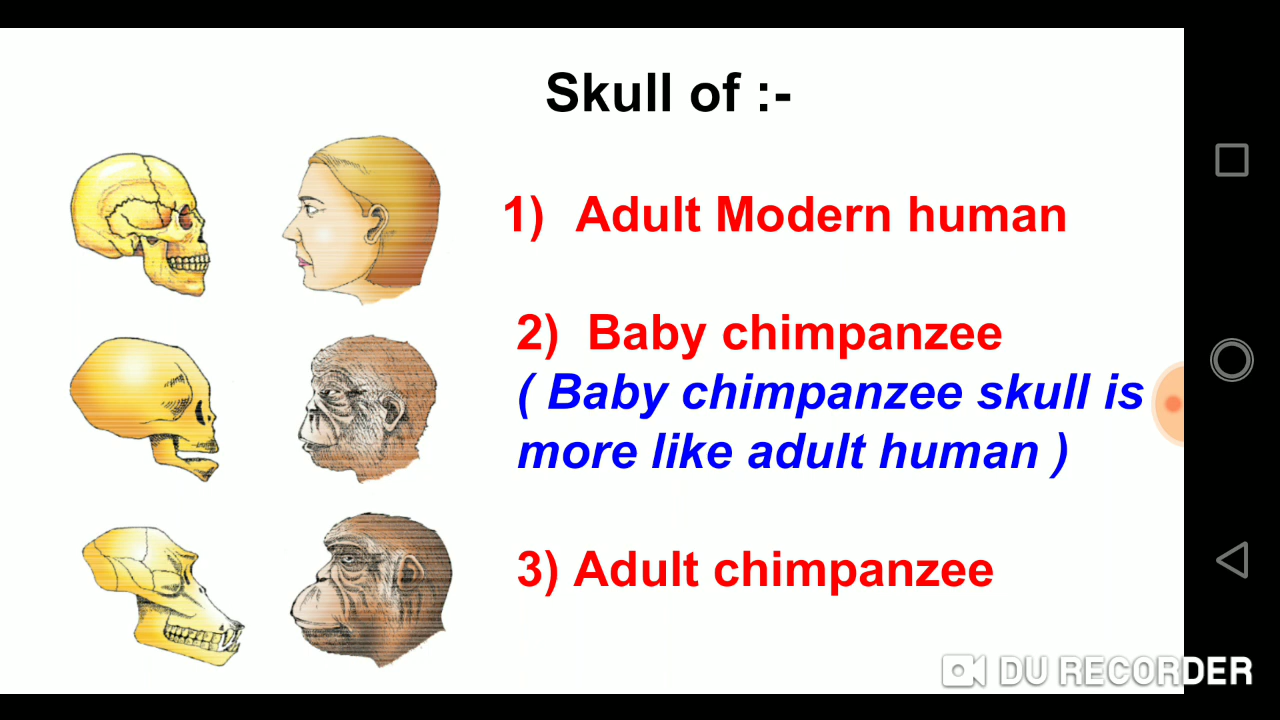 Skull of :-
1) Adult Modern human
2) Baby chimpanzee
( Baby chimpanzee skull is
more like adult human )
3) Adult chimpanzee
DU RECORDER